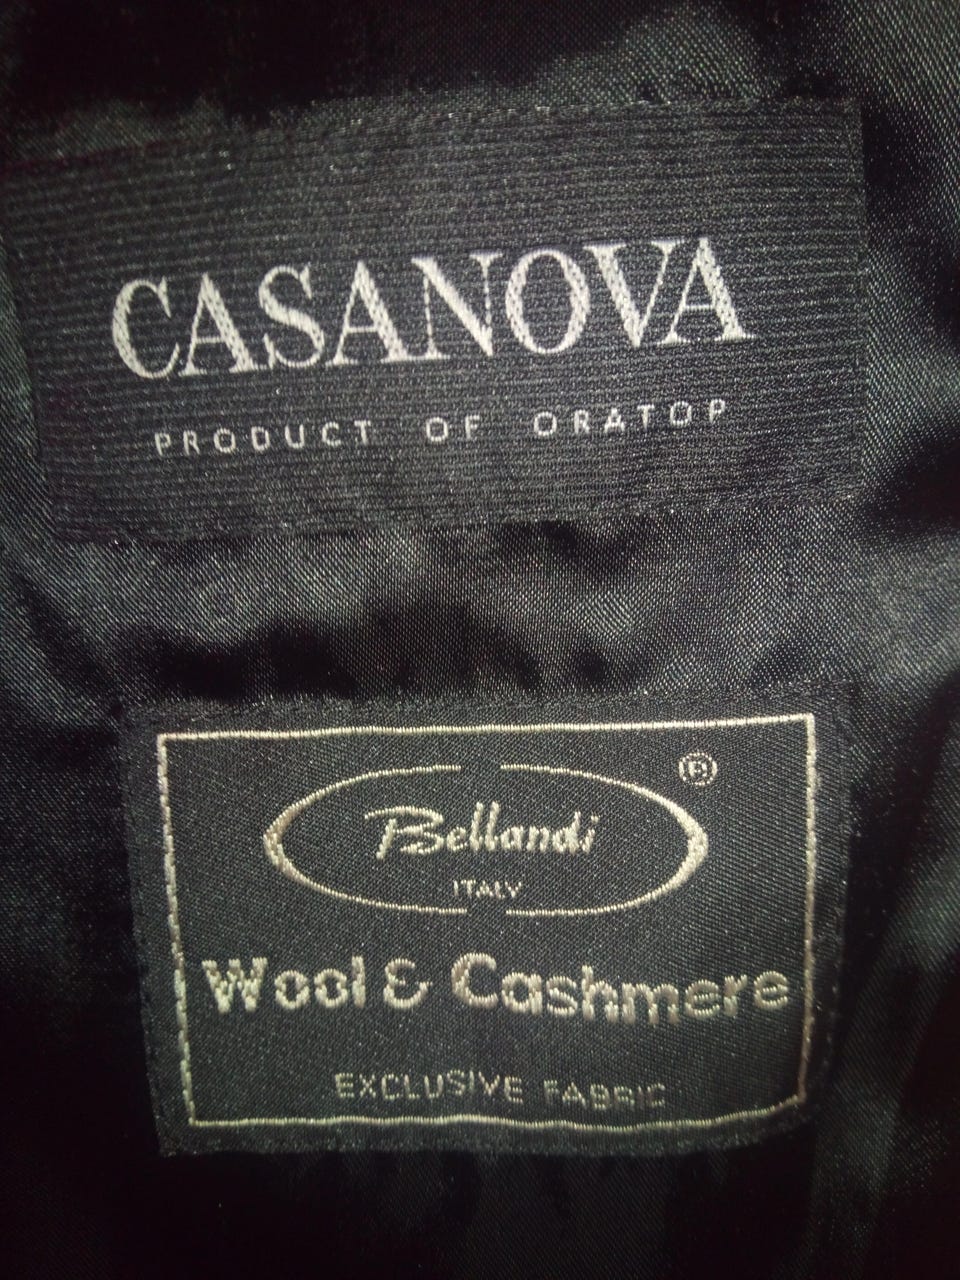 CASANOVA
PRODUCT OF ORATOP
®
Bellandi
ITALY
Wool & Cashmere
EXCLUSIVE FABRIC